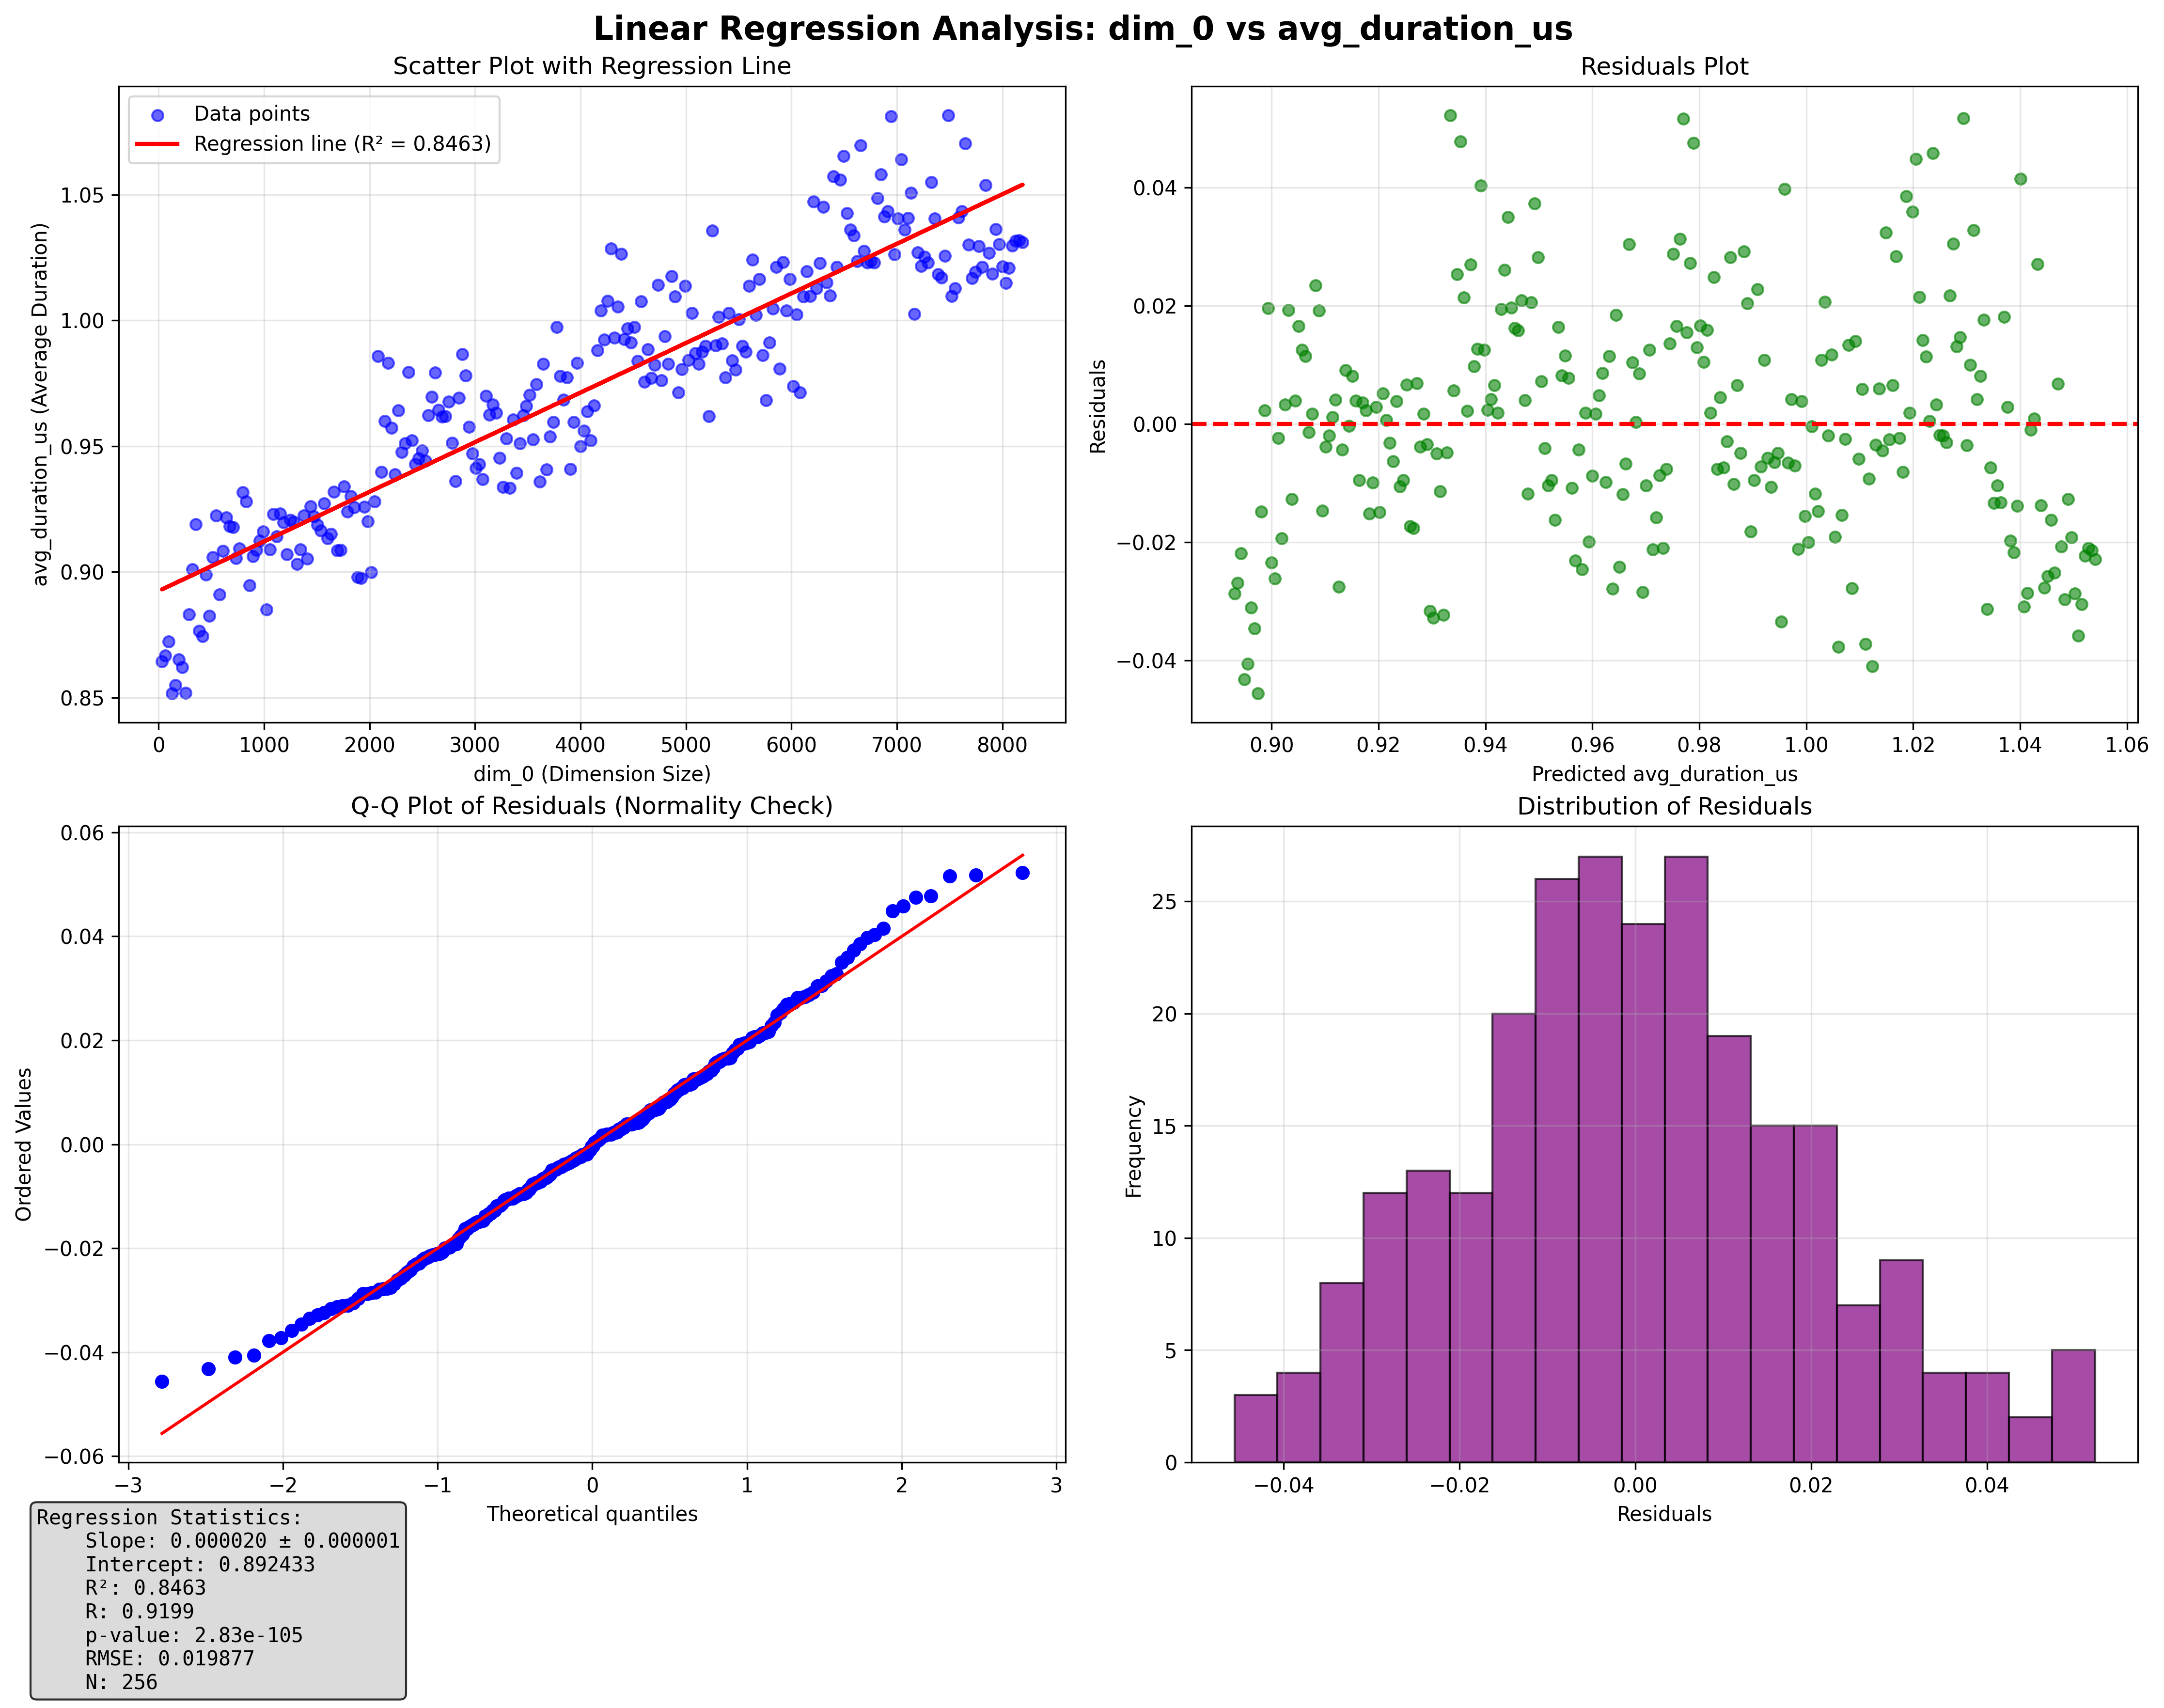 Linear Regression Analysis: dim_0 vs avg_duration_us
Scatter Plot with Regression Line
Data points
Regression line (R² = 0.8463)
avg_duration_us (Average Duration)
1.05
1.00
0.95
0.90
0.85
0 1000 2000 3000 4000 5000 6000 7000 8000
dim_0 (Dimension Size)
Residuals Plot
Residuals
0.04
0.02
0.00
−0.02
−0.04
0.90 0.92 0.94 0.96 0.98 1.00 1.02 1.04 1.06
Predicted avg_duration_us
Q-Q Plot of Residuals (Normality Check)
Ordered Values
0.06
0.04
0.02
0.00
−0.02
−0.04
−0.06
−3 −2 −1 0 1 2 3
Theoretical quantiles
Distribution of Residuals
Frequency
25
20
15
10
5
0
−0.04 −0.02 0.00 0.02 0.04
Residuals
Regression Statistics:
Slope: 0.000020 ± 0.000001
Intercept: 0.892433
R²: 0.8463
R: 0.9199
p-value: 2.83e-105
RMSE: 0.019877
N: 256